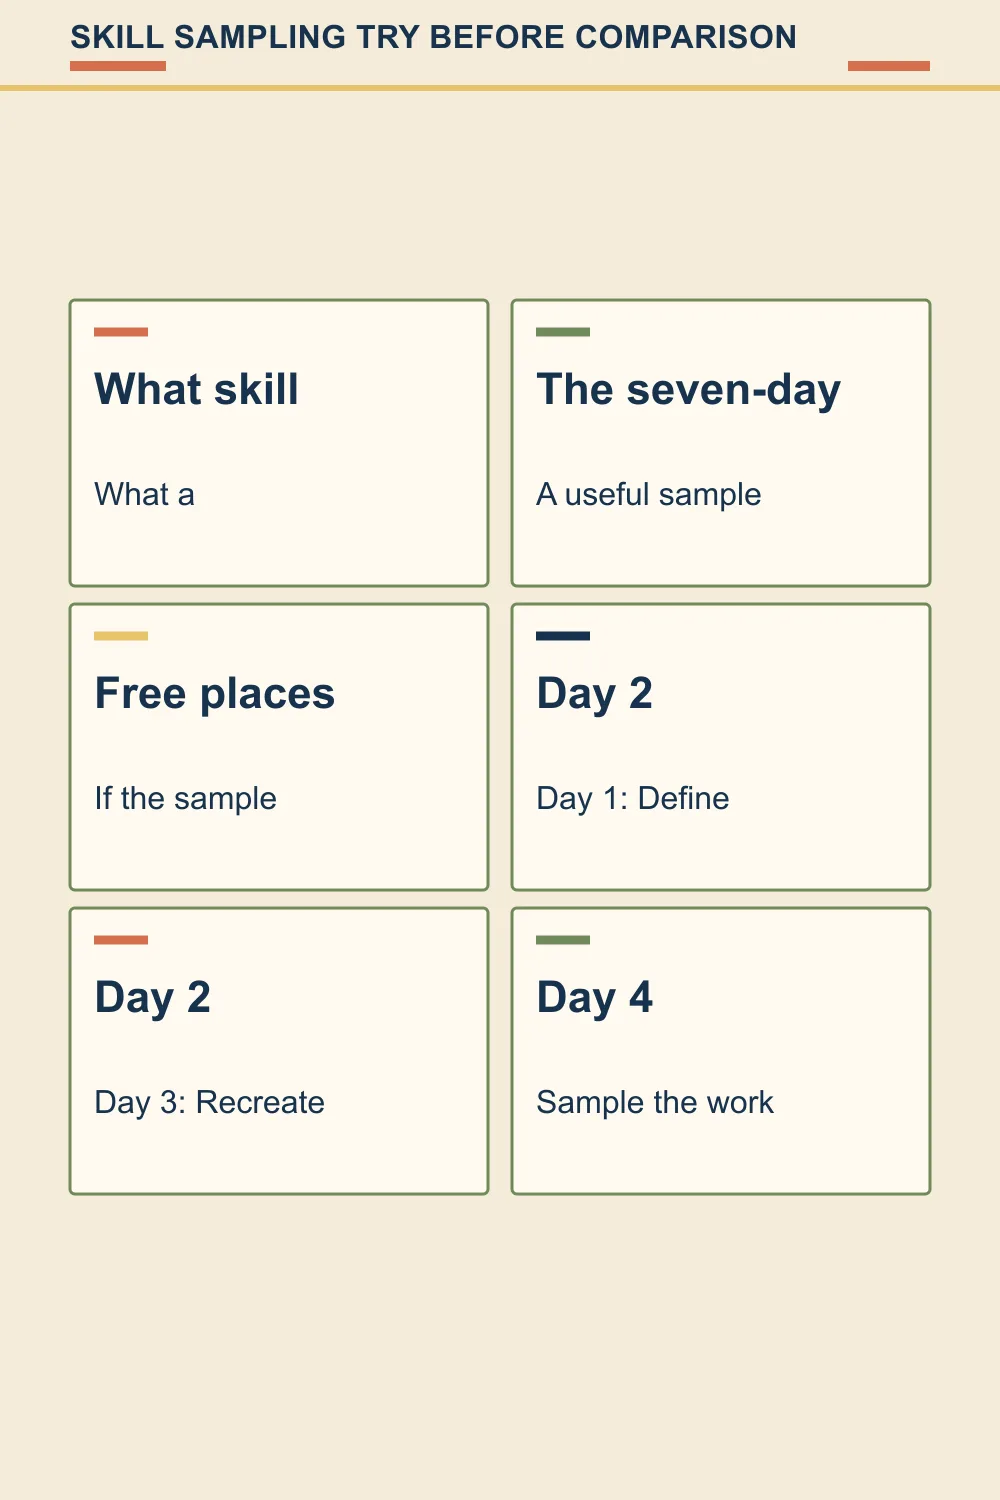 SKILL SAMPLING TRY BEFORE COMPARISON
What skill
What a
The seven-day
A useful sample
Free places
If the sample
Day 2
Day 1: Define
Day 2
Day 3: Recreate
Day 4
Sample the work